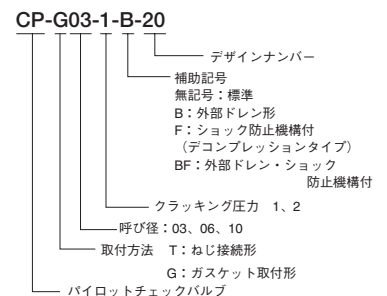 CP-G03-1-B-20
デザインナンバー
補助記号
無記号：標準
B：外部ドレン形
F：ショック防止機構付
（デコンプレッションタイプ）
BF：外部ドレン・ショック
防止機構付
クラッキング圧力 1、2
呼び径：03、06、10
取付方法 T：ねじ接続形
G：ガスケット取付形
パイロットチェックバルブ